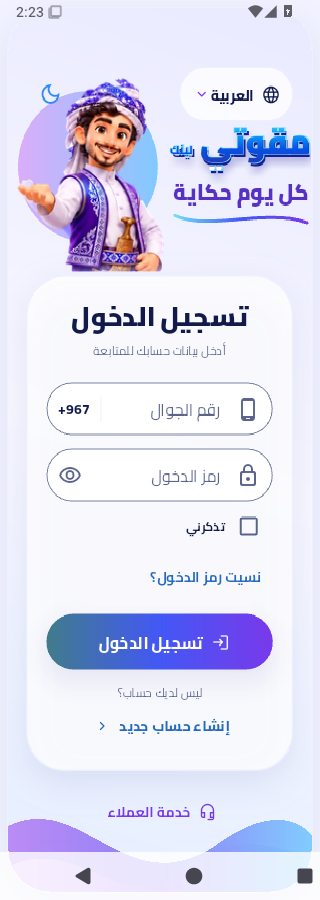 2:23
العربية
مقوتي لينك
كل يوم حكاية
تسجيل الدخول
أدخل بيانات حسابك للمتابعة
رقم الجوال
+967
رمز الدخول
تذكرني
نسيت رمز الدخول؟
تسجيل الدخول
ليس لديك حساب؟
إنشاء حساب جديد
خدمة العملاء